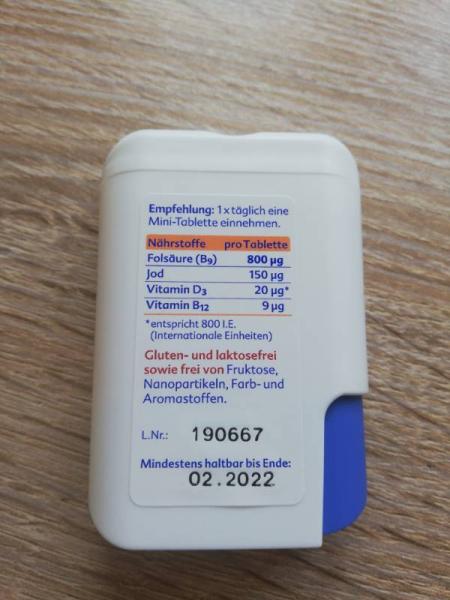 Empfehlung: 1x täglich eine
Mini-Tablette einnehmen.
Nährstoffe pro Tablette
Folsäure (B9) 800 µg
Jod 150 µg
Vitamin D3 20 µg*
Vitamin B12 9 µg
*entspricht 800 I.E.
(Internationale Einheiten)
Gluten- und laktosefrei
sowie frei von Fruktose,
Nanopartikeln, Farb- und
Aromastoffen.
L.Nr.: 190667
Mindestens haltbar bis Ende:
02.2022